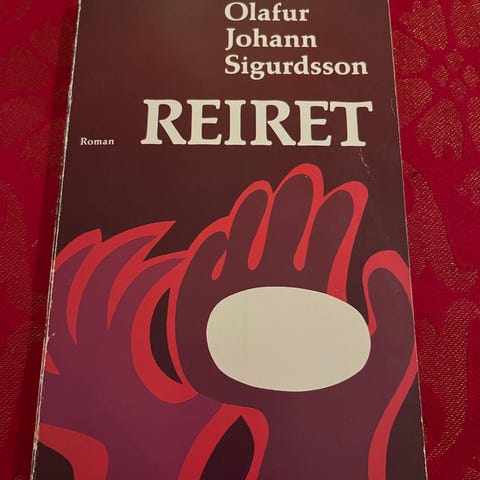 Olafur
Johann
Sigurdsson
REIRET
Roman